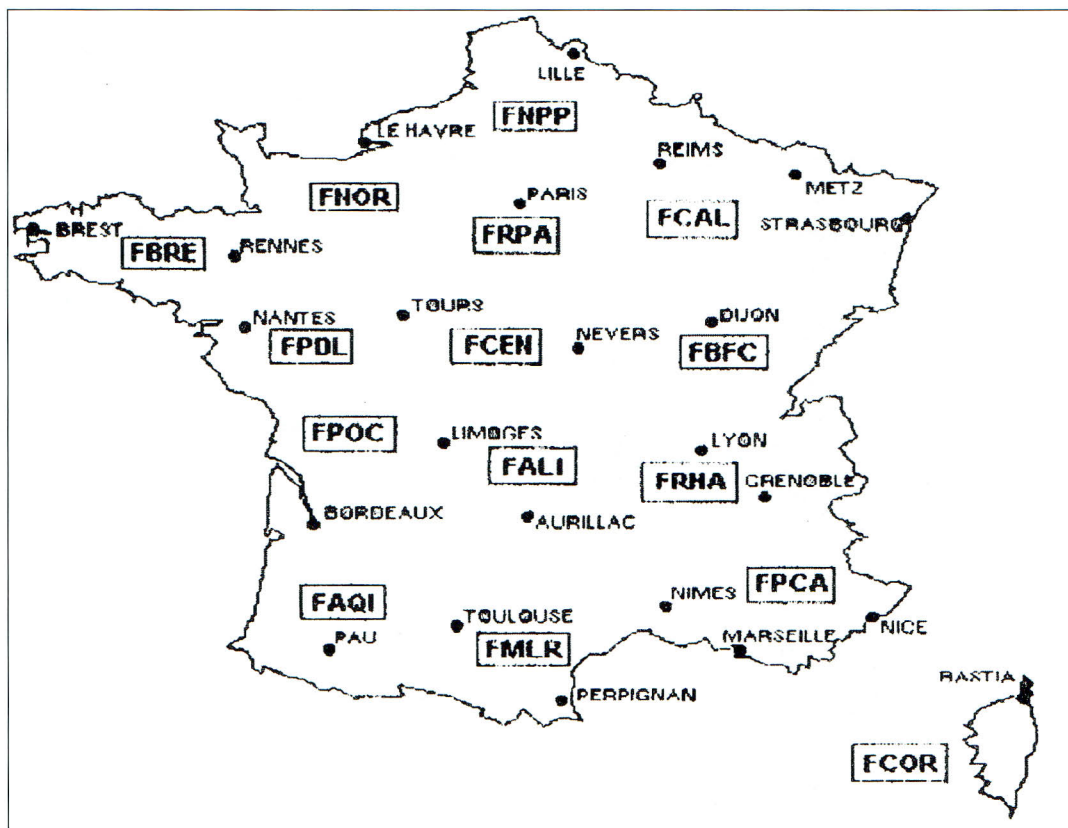 LILLE
FNPP
LE HAVRE
REIMS
METZ
FNOR
PARIS
FCAL
STRASBOURG
BREST
FBRE
RENNES
FRPA
NANTES
TOURS
DIJON
FPDL
FCEN
NEVERS
FBFC
FPOC
LIMOGES
LYON
FALI
FRHA
GRENOBLE
BORDEAUX
AURILLAC
FPCA
FAQI
NIMES
TOULOUSE
NICE
PAU
FMLR
MARSEILLE
BASTIA
PERPIGNAN
FCOR